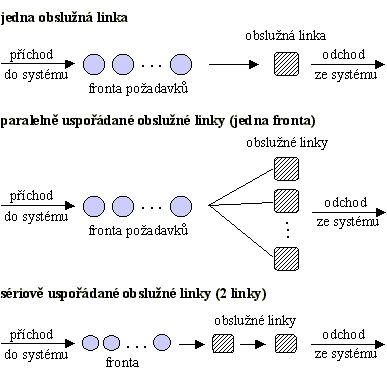 jedna obslužná linka
obslužná linka
příchod
do systému
fronta požadavků
odchod
ze systému
paralelně uspořádané obslužné linky (jedna fronta)
obslužné linky
příchod
do systému
fronta požadavků
odchod
ze systému
sériově uspořádané obslužné linky (2 linky)
obslužné linky
příchod
do systému
fronta
odchod
ze systému